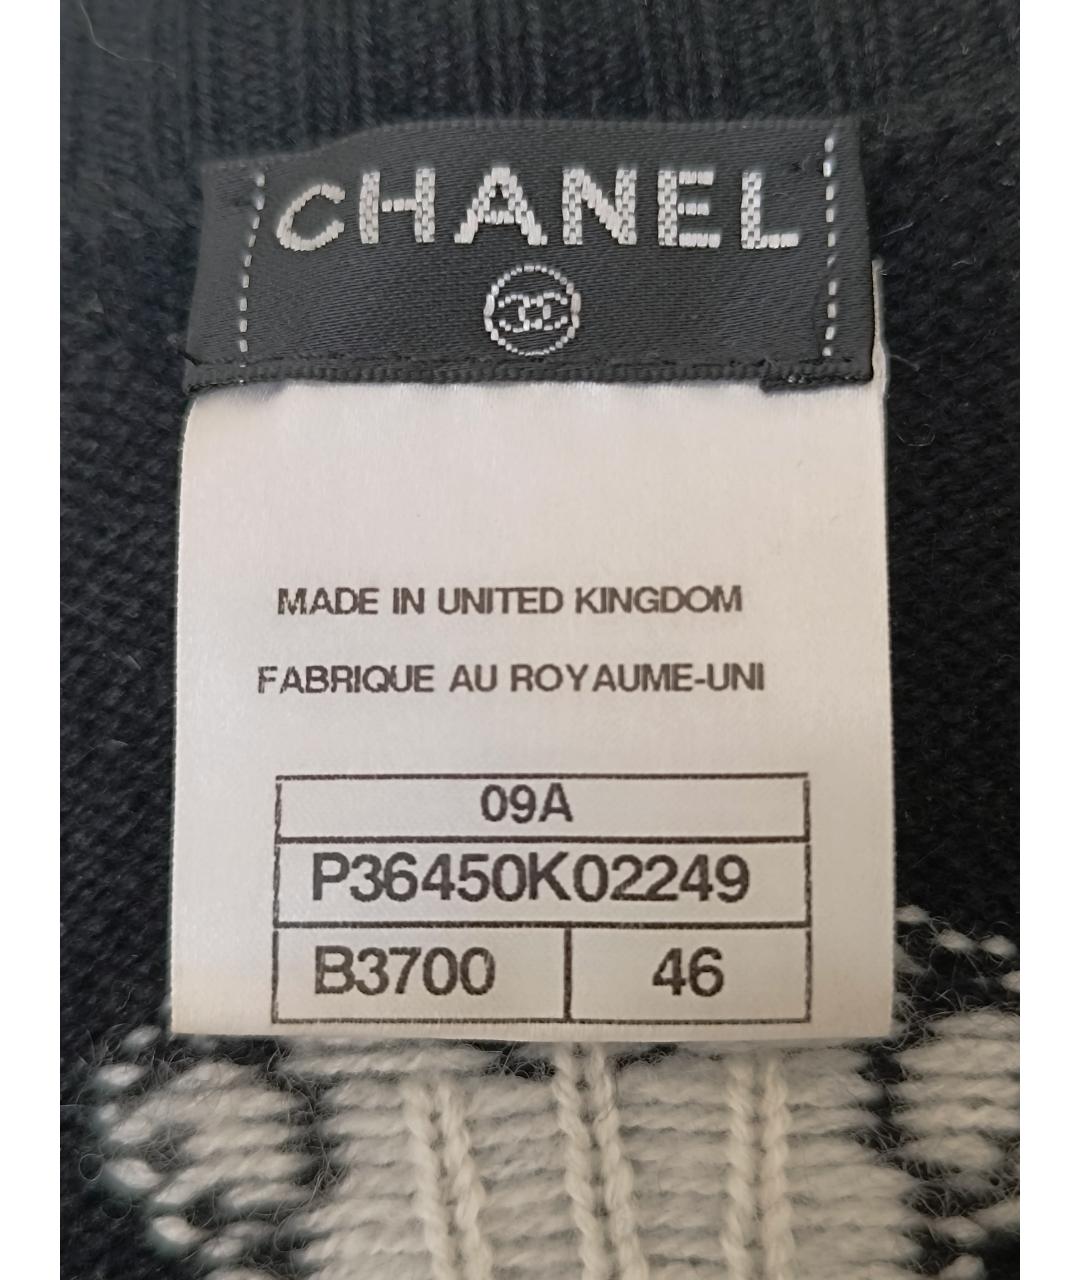 CHANEL
MADE IN UNITED KINGDOM
FABRIQUE AU ROYAUME-UNI
09A
P36450K02249
B3700 46